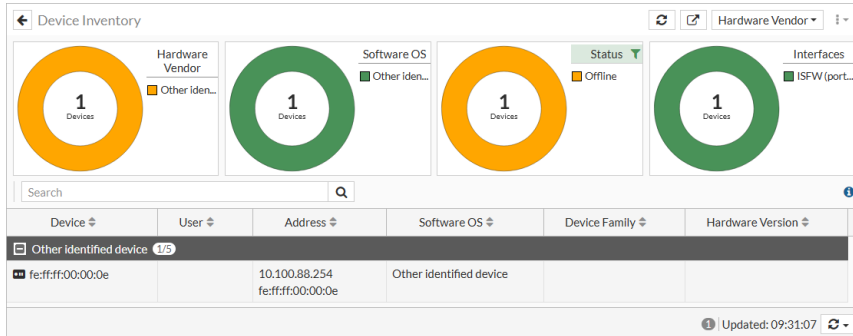 Device Inventory
Hardware Vendor
Hardware
Vendor
Other iden...
1
Devices
Software OS
Other iden...
1
Devices
Status
Offline
1
Devices
Interfaces
ISFW (port...
1
Devices
Search
Device User Address Software OS Device Family Hardware Version
Other identified device 1/5
fe:ff:ff:00:00:0e 10.100.88.254 Other identified device
fe:ff:ff:00:00:0e
1 Updated: 09:31:07